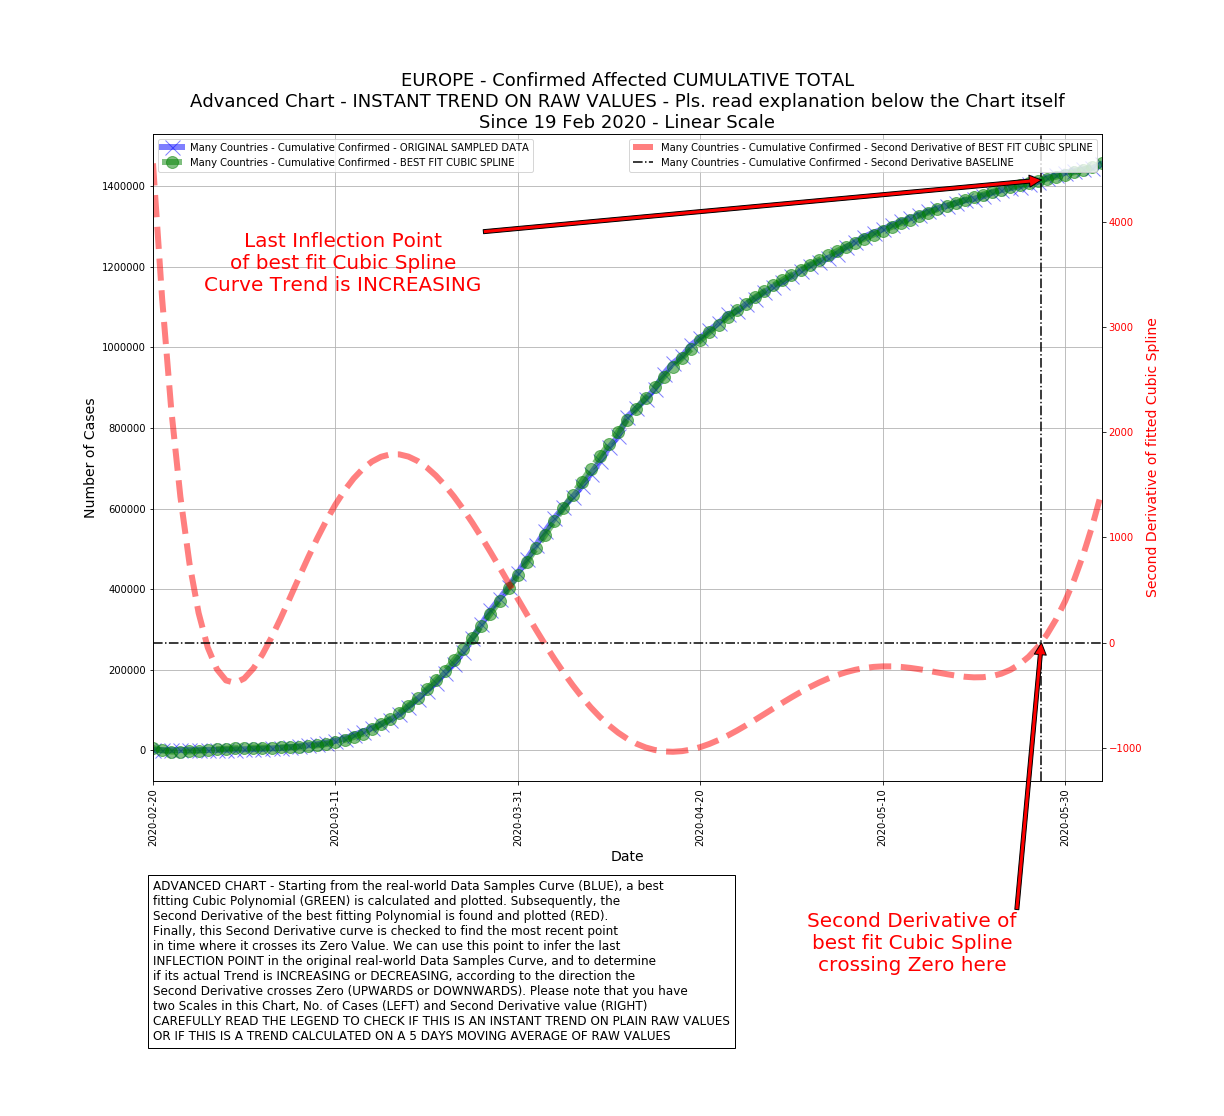 EUROPE - Confirmed Affected CUMULATIVE TOTAL
Advanced Chart - INSTANT TREND ON RAW VALUES - Pls. read explanation below the Chart itself
Since 19 Feb 2020 - Linear Scale
Many Countries - Cumulative Confirmed - ORIGINAL SAMPLED DATA
Many Countries - Cumulative Confirmed - BEST FIT CUBIC SPLINE
Many Countries - Cumulative Confirmed - Second Derivative of BEST FIT CUBIC SPLINE
Many Countries - Cumulative Confirmed - Second Derivative BASELINE
Last Inflection Point
of best fit Cubic Spline
Curve Trend is INCREASING
Number of Cases
1400000
1200000
1000000
800000
600000
400000
200000
0
Second Derivative of fitted Cubic Spline
4000
3000
2000
1000
0
−1000
2020-02-20
2020-03-11
2020-03-31
2020-04-20
2020-05-10
2020-05-30
Date
ADVANCED CHART - Starting from the real-world Data Samples Curve (BLUE), a best
fitting Cubic Polynomial (GREEN) is calculated and plotted. Subsequently, the
Second Derivative of the best fitting Polynomial is found and plotted (RED).
Finally, this Second Derivative curve is checked to find the most recent point
in time where it crosses its Zero Value. We can use this point to infer the last
INFLECTION POINT in the original real-world Data Samples Curve, and to determine
if its actual Trend is INCREASING or DECREASING, according to the direction the
Second Derivative crosses Zero (UPWARDS or DOWNWARDS). Please note that you have
two Scales in this Chart, No. of Cases (LEFT) and Second Derivative value (RIGHT)
CAREFULLY READ THE LEGEND TO CHECK IF THIS IS AN INSTANT TREND ON PLAIN RAW VALUES
OR IF THIS IS A TREND CALCULATED ON A 5 DAYS MOVING AVERAGE OF RAW VALUES
Second Derivative of
best fit Cubic Spline
crossing Zero here